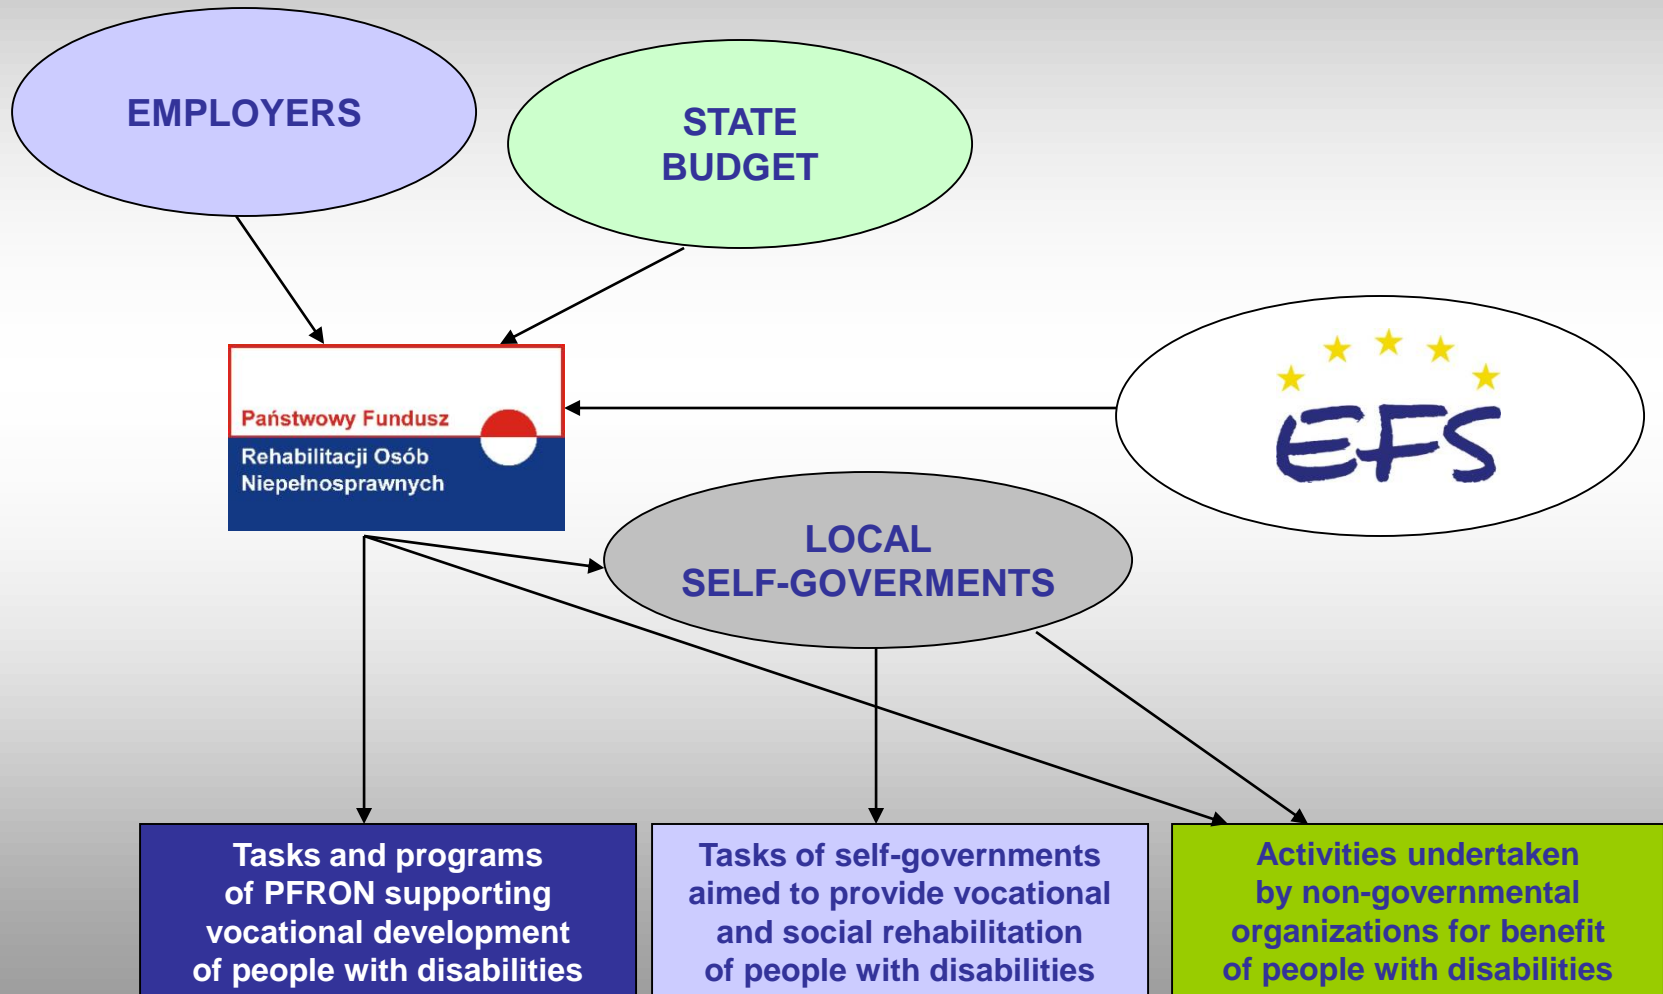 EMPLOYERS
STATE
BUDGET
Państwowy Fundusz
Rehabilitacji Osób
Niepełnosprawnych
EFS
LOCAL
SELF-GOVERMENTS
Tasks and programs
of PFRON supporting
vocational development
of people with disabilities
Tasks of self-governments
aimed to provide vocational
and social rehabilitation
of people with disabilities
Activities undertaken
by non-governmental
organizations for benefit
of people with disabilities